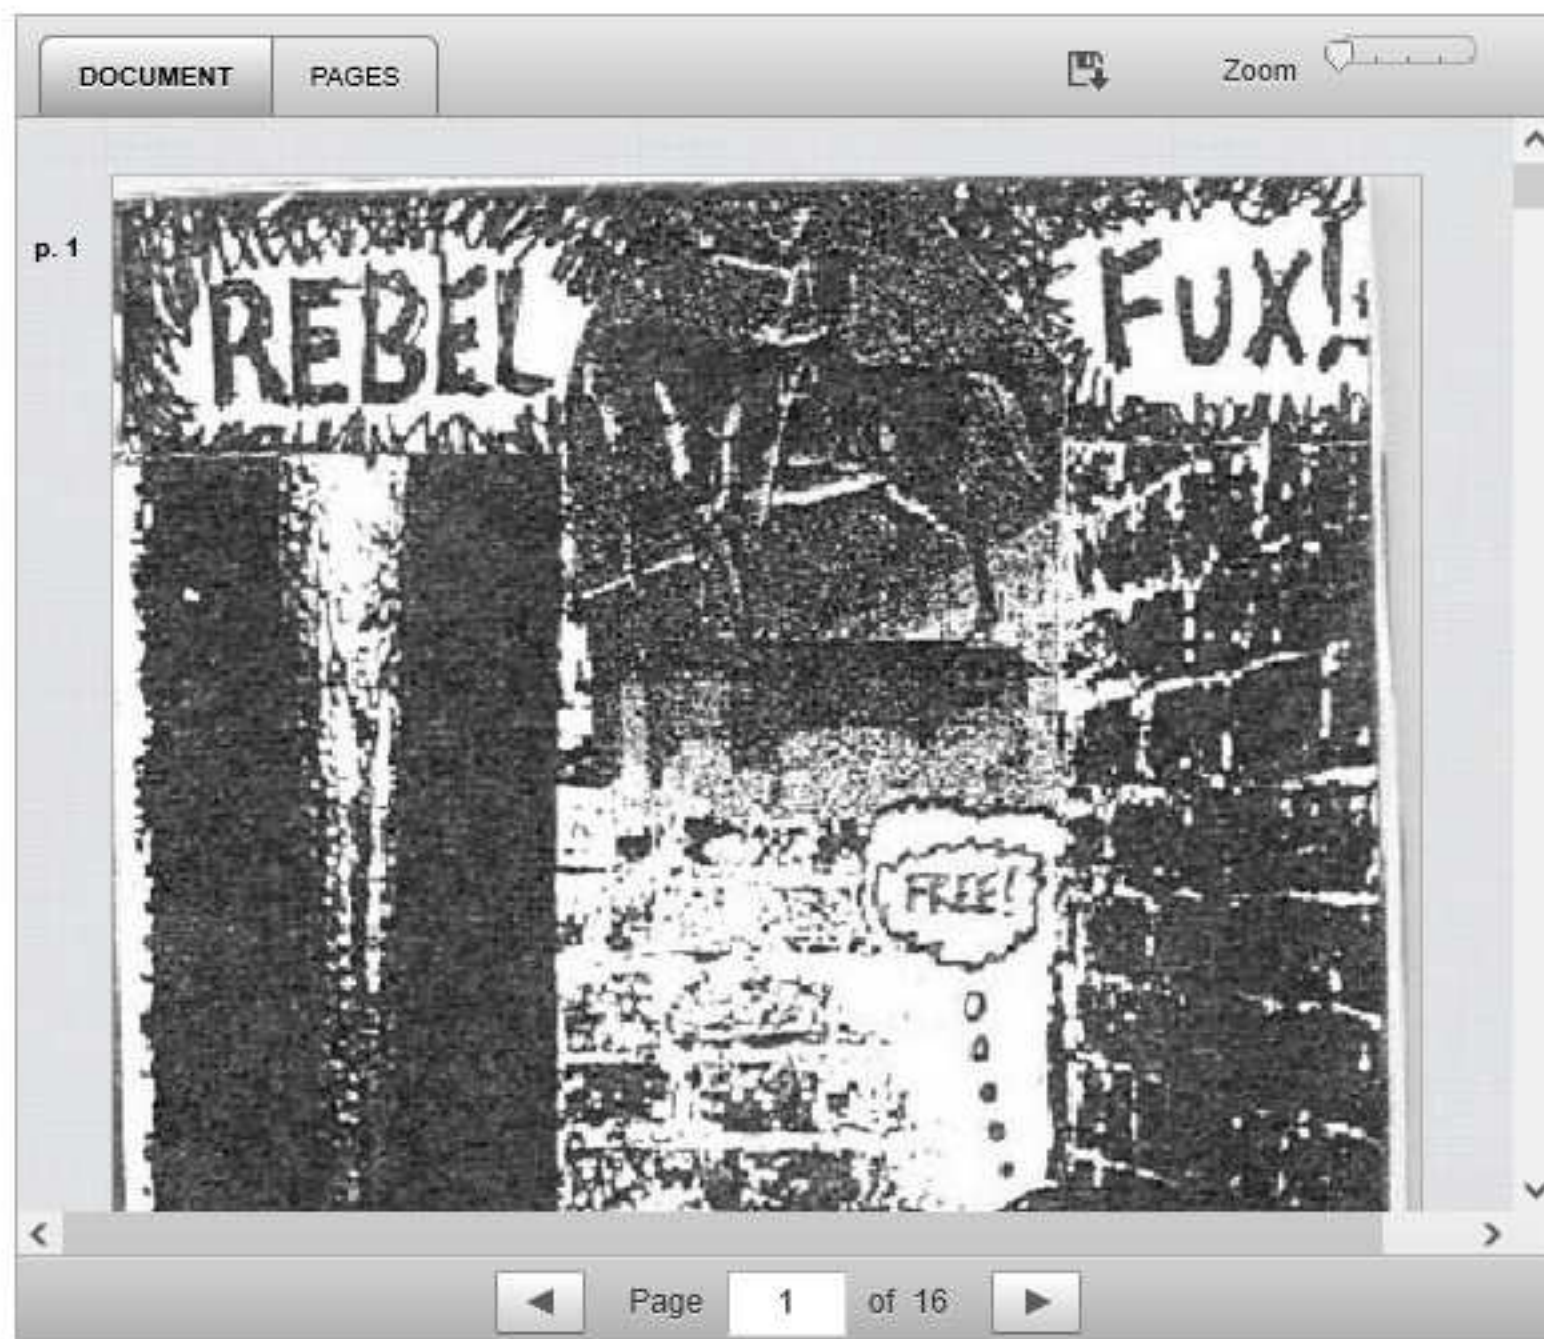 DOCUMENT PAGES Zoom
p. 1
REBEL FUX!
FREE!
Page 1 of 16